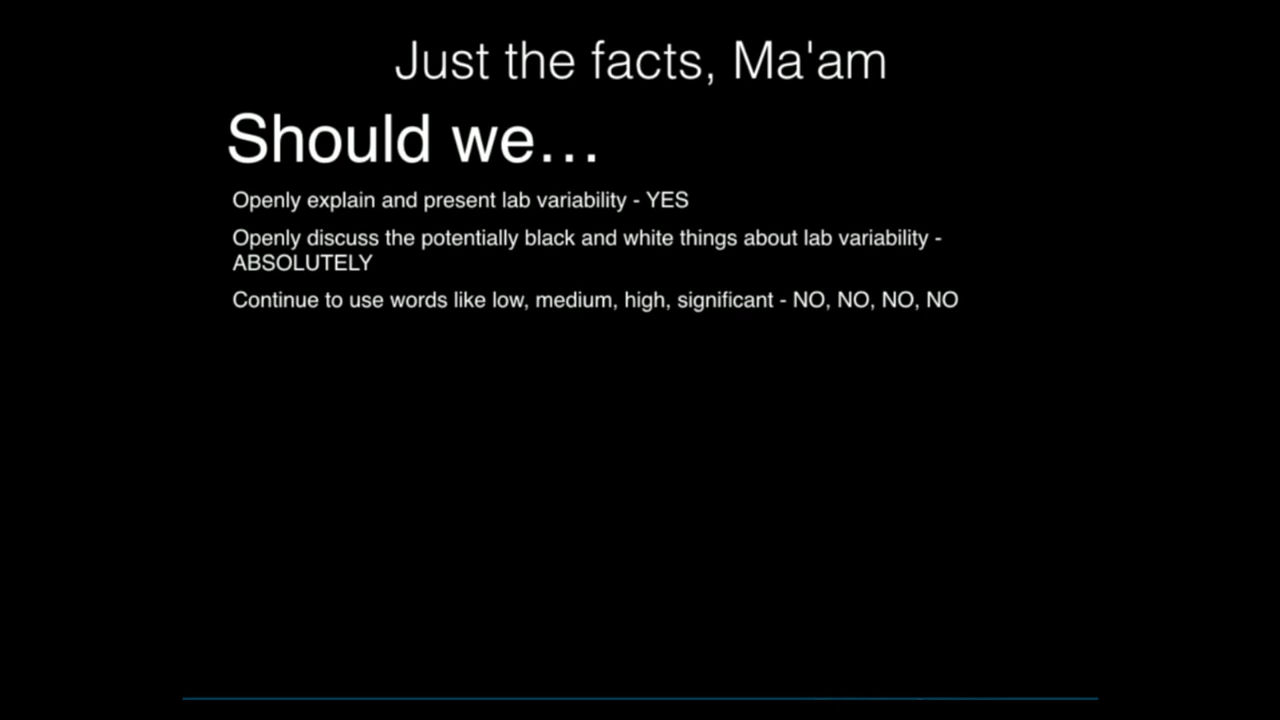 Just the facts, Ma'am
Should we…
Openly explain and present lab variability - YES
Openly discuss the potentially black and white things about lab variability -
ABSOLUTELY
Continue to use words like low, medium, high, significant - NO, NO, NO, NO